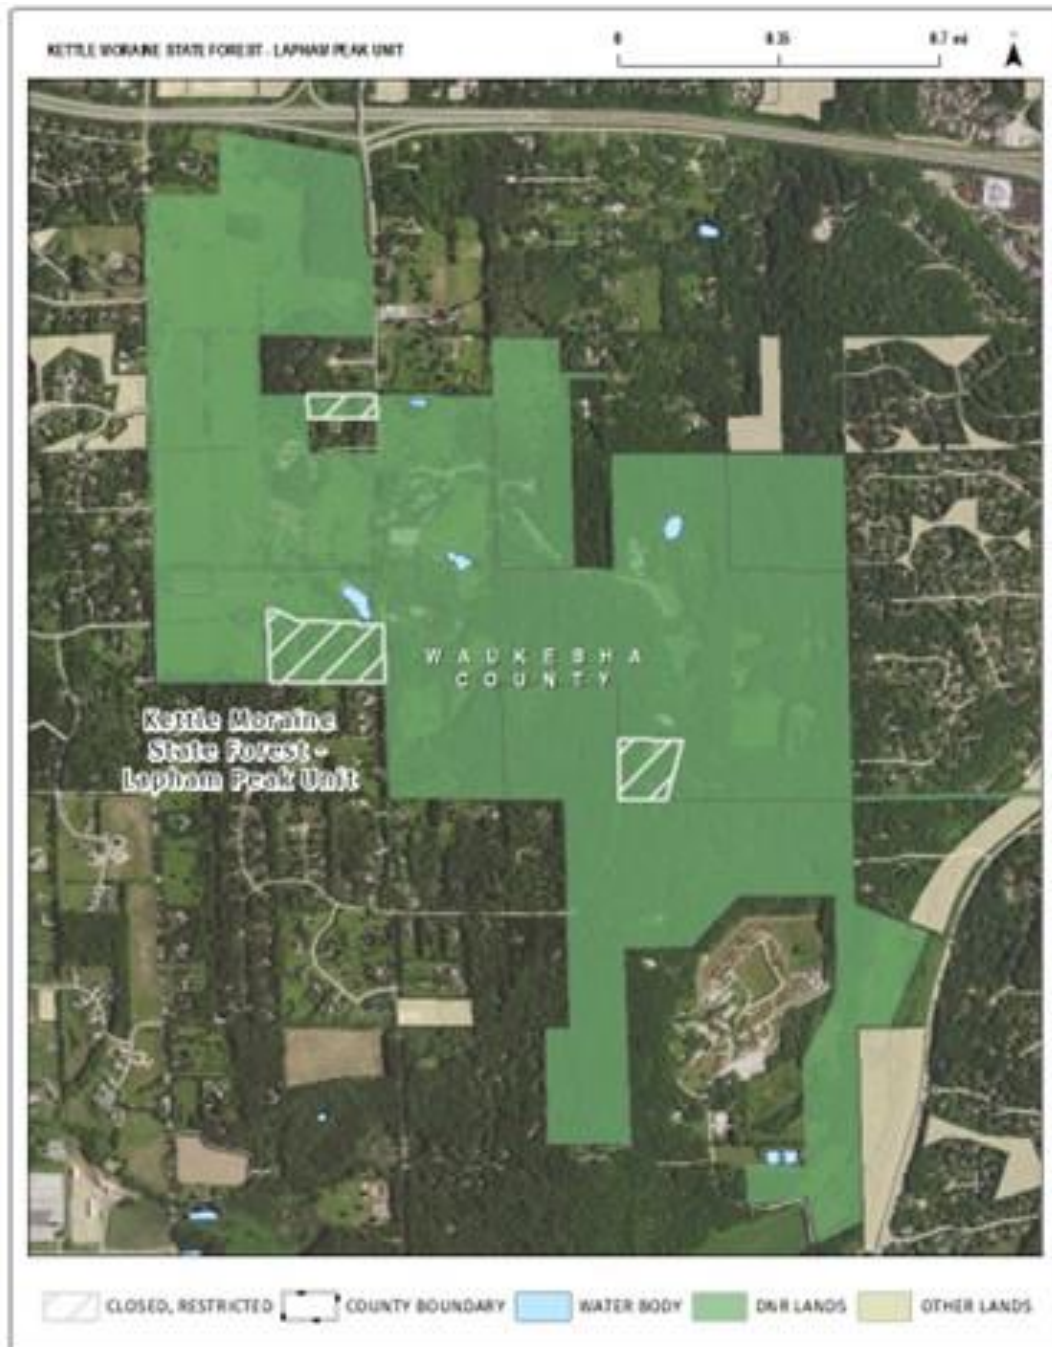 KETTLE MORAINE STATE FOREST - LAPHAM PEAK UNIT
0 0.35 0.7 mi
WAUKESHA
COUNTY
Kettle Moraine
State Forest -
Lapham Peak Unit
CLOSED, RESTRICTED COUNTY BOUNDARY WATER BODY DNR LANDS OTHER LANDS